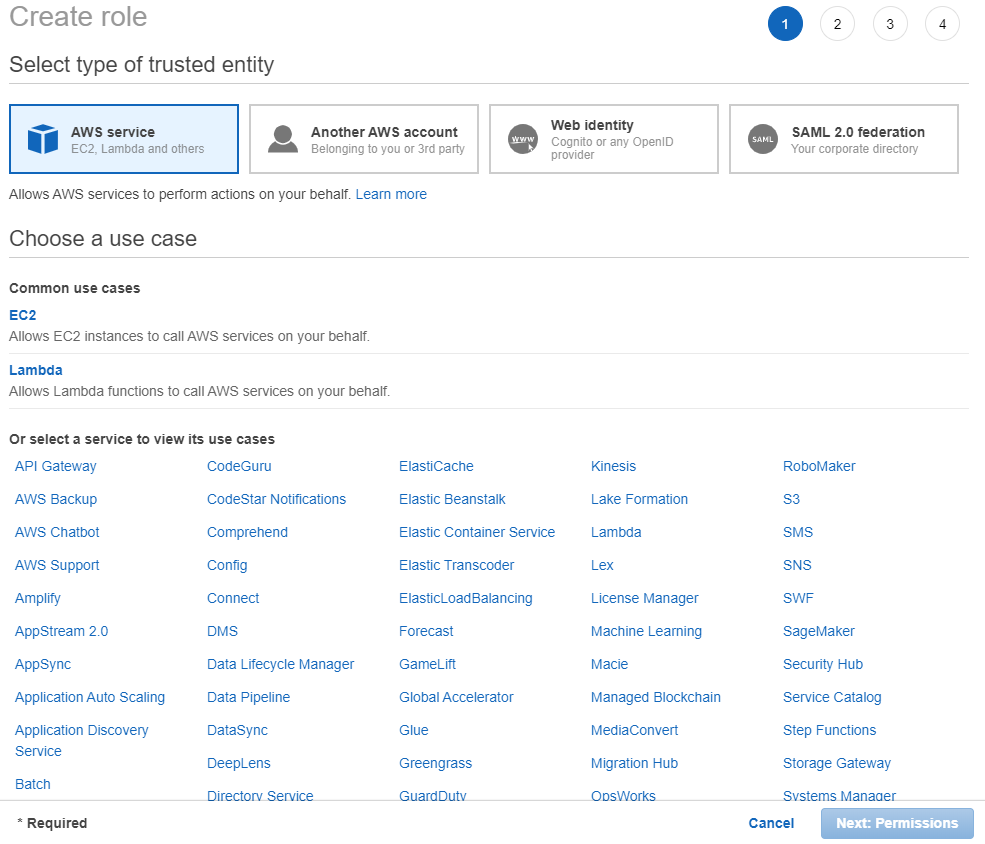 Create role
1 2 3 4
Select type of trusted entity
AWS service
EC2, Lambda and others
Another AWS account
Belonging to you or 3rd party
WWW
Web identity
Cognito or any OpenID
provider
SAML
SAML 2.0 federation
Your corporate directory
Allows AWS services to perform actions on your behalf. Learn more
Choose a use case
Common use cases
EC2
Allows EC2 instances to call AWS services on your behalf.
Lambda
Allows Lambda functions to call AWS services on your behalf.
Or select a service to view its use cases
API Gateway
AWS Backup
AWS Chatbot
AWS Support
Amplify
AppStream 2.0
AppSync
Application Auto Scaling
Application Discovery
Service
Batch
CodeGuru
CodeStar Notifications
Comprehend
Config
Connect
DMS
Data Lifecycle Manager
Data Pipeline
DataSync
DeepLens
Directory Service
ElastiCache
Elastic Beanstalk
Elastic Container Service
Elastic Transcoder
ElasticLoadBalancing
Forecast
GameLift
Global Accelerator
Glue
Greengrass
GuardDuty
Kinesis
Lake Formation
Lambda
Lex
License Manager
Machine Learning
Macie
Managed Blockchain
MediaConvert
Migration Hub
OpsWorks
RoboMaker
S3
SMS
SNS
SWF
SageMaker
Security Hub
Service Catalog
Step Functions
Storage Gateway
Systems Manager
* Required
Cancel
Next: Permissions